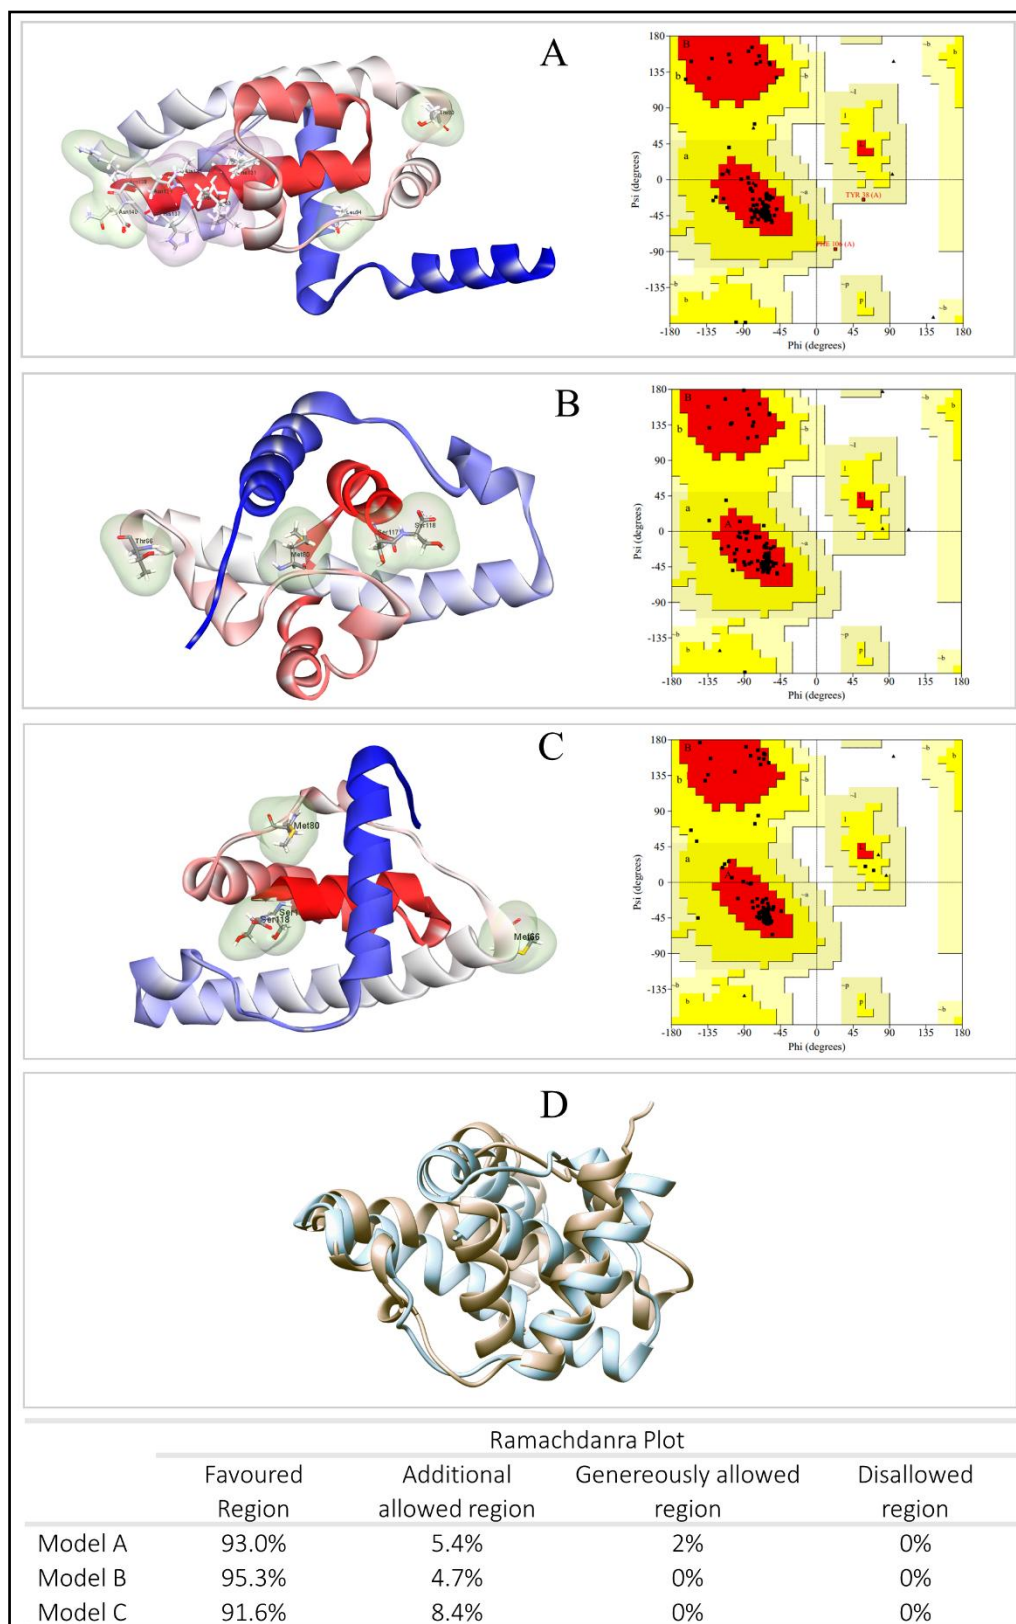 A
Asn140
Leu84
180
135
90
45
0
-45
-90
-135
-180 -135 -90 -45 0 45 90 135 180
Psi (degrees)
Phi (degrees)
B
b
~b
~b
b
~l
l
a
~a
TYR 38 (A)
PHE 106 (A)
~b
b
~p
p
~b
B
Thr96
Met80
Ser117
Ser118
180
135
90
45
0
-45
-90
-135
-180 -135 -90 -45 0 45 90 135 180
Psi (degrees)
Phi (degrees)
B
b
~b
~b
b
b
~l
l
a
A
~a
~b
b
~p
p
~b
b
C
Met80
Ser118
Met66
180
135
90
45
0
-45
-90
-135
-180 -135 -90 -45 0 45 90 135 180
Psi (degrees)
Phi (degrees)
B
b
~b
~b
b
b
~l
l
a
~a
~b
b
~p
p
~b
b
D
Ramachdanra Plot
Favoured Additional Genereously allowed Disallowed
Region allowed region region region
Model A 93.0% 5.4% 2% 0%
Model B 95.3% 4.7% 0% 0%
Model C 91.6% 8.4% 0% 0%